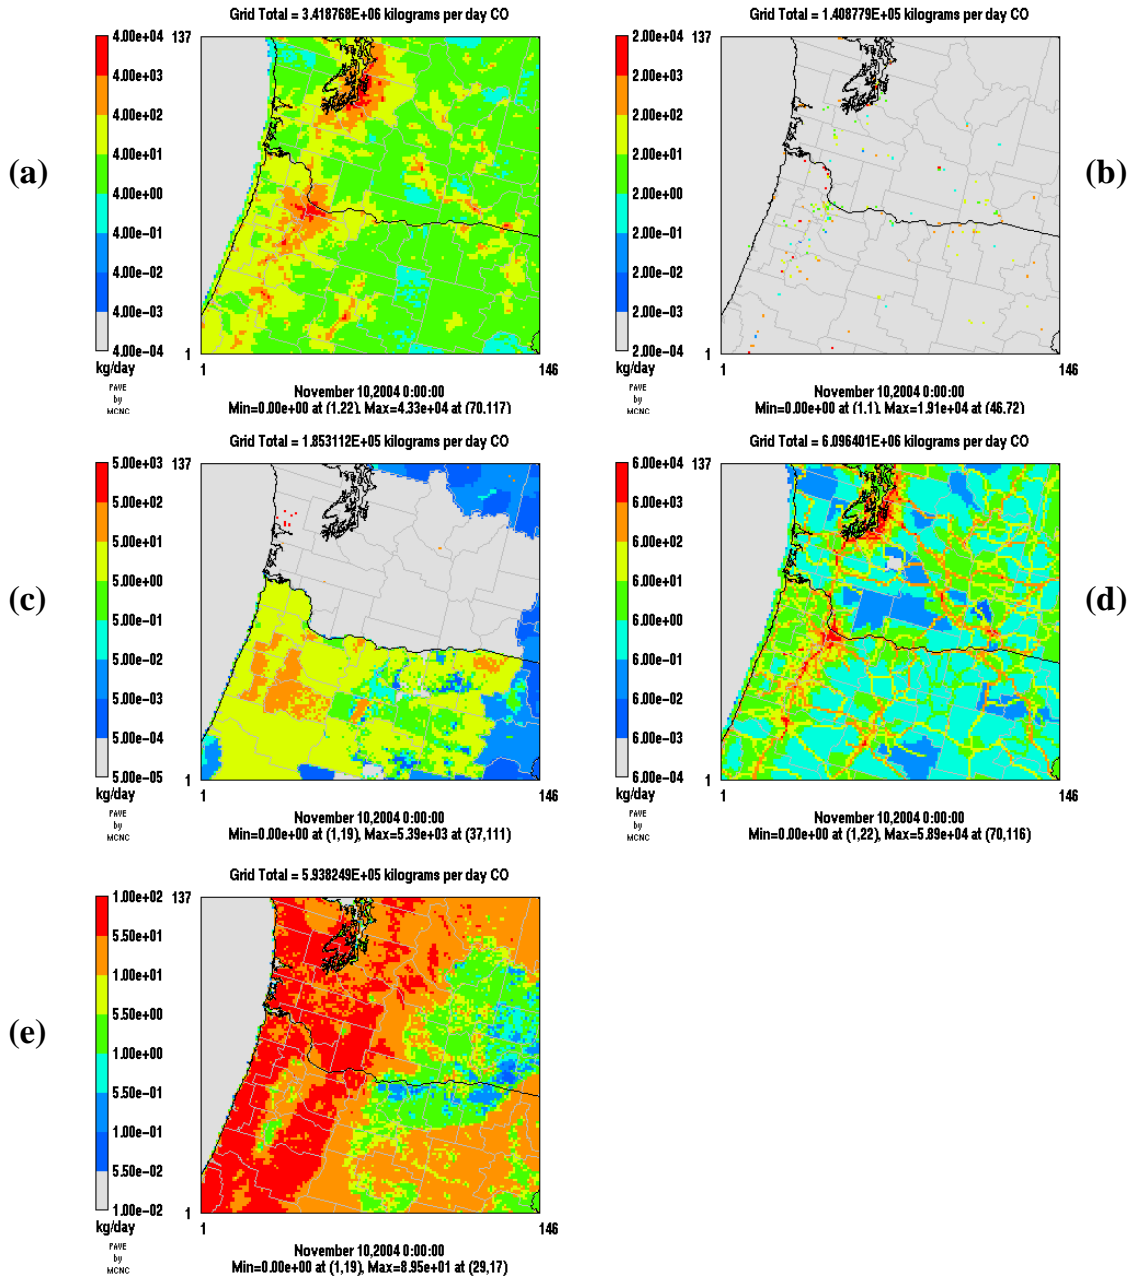 Grid Total = 3.418768E+06 kilograms per day CO
(a)
4.00e+04
4.00e+03
4.00e+02
4.00e+01
4.00e+00
4.00e-01
4.00e-02
4.00e-03
4.00e-04
kg/day
PAVE
by
MCNC
137
1
1 146
November 10,2004 0:00:00
Min=0.00e+00 at (1,22), Max=4.33e+04 at (70,117)
Grid Total = 1.408779E+05 kilograms per day CO
(b)
2.00e+04
2.00e+03
2.00e+02
2.00e+01
2.00e+00
2.00e-01
2.00e-02
2.00e-03
2.00e-04
kg/day
PAVE
by
MCNC
137
1
1 146
November 10,2004 0:00:00
Min=0.00e+00 at (1,1), Max=1.91e+04 at (46,72)
Grid Total = 1.853112E+05 kilograms per day CO
(c)
5.00e+03
5.00e+02
5.00e+01
5.00e+00
5.00e-01
5.00e-02
5.00e-03
5.00e-04
5.00e-05
kg/day
PAVE
by
MCNC
137
1
1 146
November 10,2004 0:00:00
Min=0.00e+00 at (1,19), Max=5.39e+03 at (37,111)
Grid Total = 6.096401E+06 kilograms per day CO
(d)
6.00e+04
6.00e+03
6.00e+02
6.00e+01
6.00e+00
6.00e-01
6.00e-02
6.00e-03
6.00e-04
kg/day
PAVE
by
MCNC
137
1
1 146
November 10,2004 0:00:00
Min=0.00e+00 at (1,22), Max=5.89e+04 at (70,116)
Grid Total = 5.938249E+05 kilograms per day CO
(e)
1.00e+02
5.50e+01
1.00e+01
5.50e+00
1.00e+00
5.50e-01
1.00e-01
5.50e-02
1.00e-02
kg/day
PAVE
by
MCNC
137
1
1 146
November 10,2004 0:00:00
Min=0.00e+00 at (1,19), Max=8.95e+01 at (29,17)